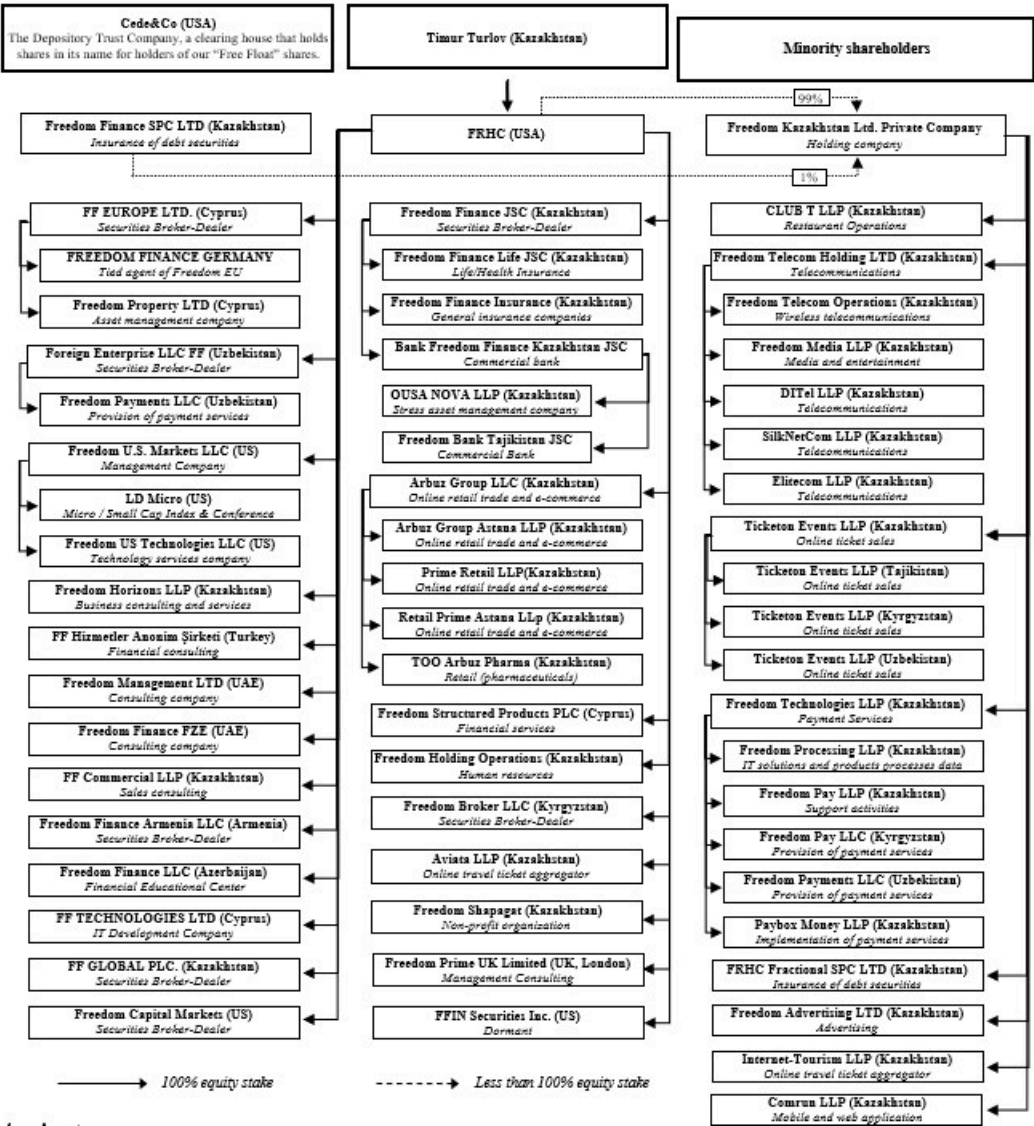 Cede&Co (USA)
The Depository Trust Company, a clearing house that holds
shares in its name for holders of our “Free Float” shares.
Timur Turlov (Kazakhstan)
Minority shareholders
99%
Freedom Finance SPC LTD (Kazakhstan)
Insurance of debt securities
FRHC (USA)
Freedom Kazakhstan Ltd. Private Company
Holding company
1%
FF EUROPE LTD. (Cyprus)
Securities Broker-Dealer
FREEDOM FINANCE GERMANY
Tied agent of Freedom EU
Freedom Property LTD (Cyprus)
Asset management company
Foreign Enterprise LLC FF (Uzbekistan)
Securities Broker-Dealer
Freedom Payments LLC (Uzbekistan)
Provision of payment services
Freedom U.S. Markets LLC (US)
Management Company
LD Micro (US)
Micro / Small Cap Index & Conference
Freedom US Technologies LLC (US)
Technology services company
Freedom Horizons LLP (Kazakhstan)
Business consulting and services
FF Hizmetler Anonim Şirketi (Turkey)
Financial consulting
Freedom Management LTD (UAE)
Consulting company
Freedom Finance FZE (UAE)
Consulting company
FF Commercial LLP (Kazakhstan)
Sales consulting
Freedom Finance Armenia LLC (Armenia)
Securities Broker-Dealer
Freedom Finance LLC (Azerbaijan)
Financial Educational Center
FF TECHNOLOGIES LTD (Cyprus)
IT Development Company
FF GLOBAL PLC. (Kazakhstan)
Securities Broker-Dealer
Freedom Capital Markets (US)
Securities Broker-Dealer
Freedom Finance JSC (Kazakhstan)
Securities Broker-Dealer
Freedom Finance Life JSC (Kazakhstan)
Life/Health Insurance
Freedom Finance Insurance (Kazakhstan)
General insurance companies
Bank Freedom Finance Kazakhstan JSC
Commercial bank
OUSA NOVA LLP (Kazakhstan)
Stress asset management company
Freedom Bank Tajikistan JSC
Commercial Bank
Arbuz Group LLC (Kazakhstan)
Online retail trade and e-commerce
Arbuz Group Astana LLP (Kazakhstan)
Online retail trade and e-commerce
Prime Retail LLP(Kazakhstan)
Online retail trade and e-commerce
Retail Prime Astana LLp (Kazakhstan)
Online retail trade and e-commerce
TOO Arbuz Pharma (Kazakhstan)
Retail (pharmaceuticals)
Freedom Structured Products PLC (Cyprus)
Financial services
Freedom Holding Operations (Kazakhstan)
Human resources
Freedom Broker LLC (Kyrgyzstan)
Securities Broker-Dealer
Aviata LLP (Kazakhstan)
Online travel ticket aggregator
Freedom Shapagat (Kazakhstan)
Non-profit organization
Freedom Prime UK Limited (UK, London)
Management Consulting
FFIN Securities Inc. (US)
Dormant
CLUB T LLP (Kazakhstan)
Restaurant Operations
Freedom Telecom Holding LTD (Kazakhstan)
Telecommunications
Freedom Telecom Operations (Kazakhstan)
Wireless telecommunications
Freedom Media LLP (Kazakhstan)
Media and entertainment
DITel LLP (Kazakhstan)
Telecommunications
SilkNetCom LLP (Kazakhstan)
Telecommunications
Elitecom LLP (Kazakhstan)
Telecommunications
Ticketon Events LLP (Kazakhstan)
Online ticket sales
Ticketon Events LLP (Tajikistan)
Online ticket sales
Ticketon Events LLP (Kyrgyzstan)
Online ticket sales
Ticketon Events LLP (Uzbekistan)
Online ticket sales
Freedom Technologies LLP (Kazakhstan)
Payment Services
Freedom Processing LLP (Kazakhstan)
IT solutions and products processes data
Freedom Pay LLP (Kazakhstan)
Support activities
Freedom Pay LLC (Kyrgyzstan)
Provision of payment services
Freedom Payments LLC (Uzbekistan)
Provision of payment services
Paybox Money LLP (Kazakhstan)
Implementation of payment services
FRHC Fractional SPC LTD (Kazakhstan)
Insurance of debt securities
Freedom Advertising LTD (Kazakhstan)
Advertising
Internet-Tourism LLP (Kazakhstan)
Online travel ticket aggregator
Comrun LLP (Kazakhstan)
Mobile and web application
100% equity stake
Less than 100% equity stake